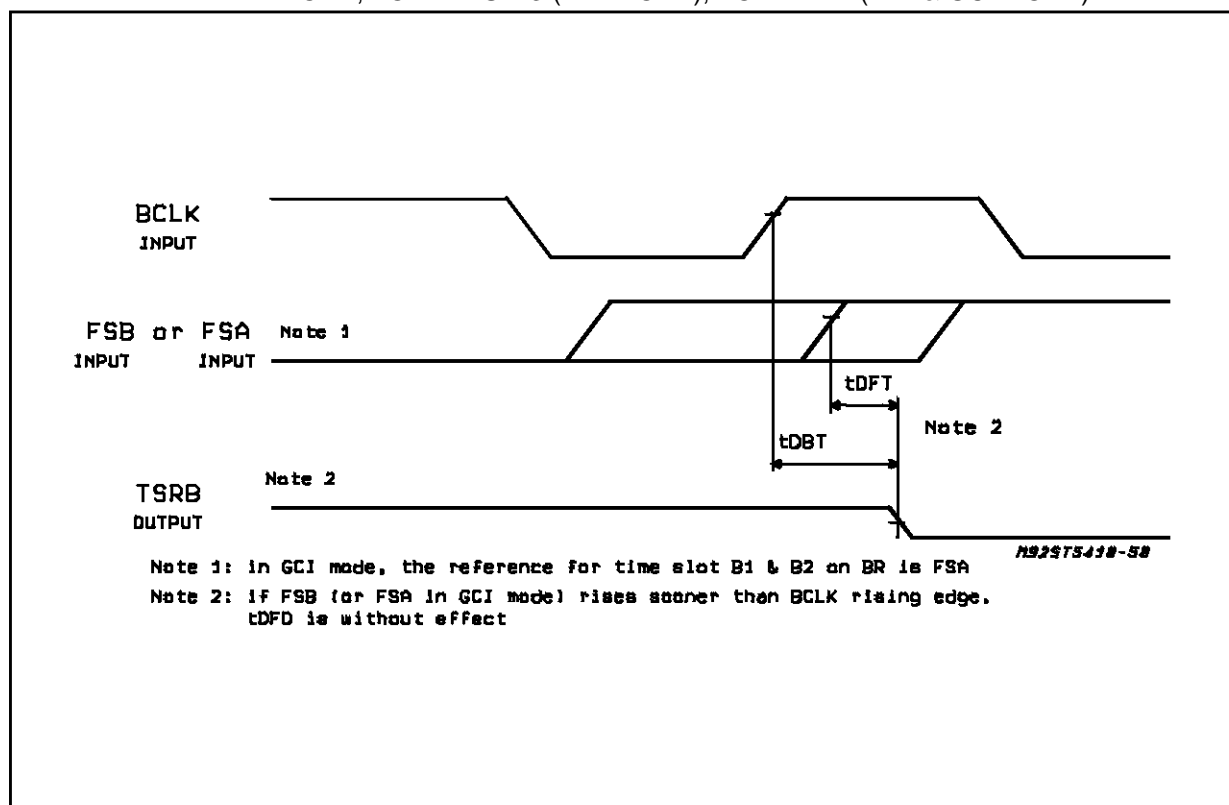 BCLK
INPUT
FSB or FSA Note 1
INPUT INPUT
tDFT
Note 2
tDBT
Note 2
TSRB
OUTPUT
M92ST5410-50
Note 1: in GCI mode, the reference for time slot B1 & B2 on BR is FSA
Note 2: if FSB (or FSA in GCI mode) rises sooner than BCLK rising edge.
tDFD is without effect